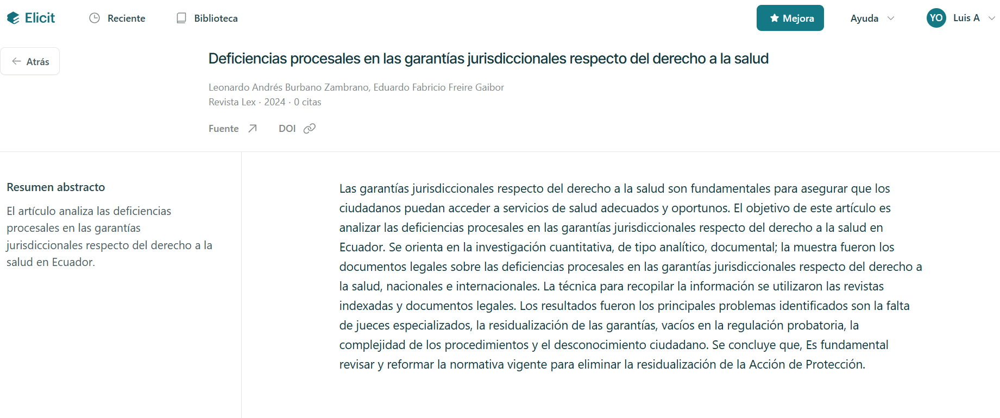 Elicit
Reciente
Biblioteca
Mejora
Ayuda
YO
Luis A
Atrás
Deficiencias procesales en las garantías jurisdiccionales respecto del derecho a la salud
Leonardo Andrés Burbano Zambrano, Eduardo Fabricio Freire Gaibor
Revista Lex · 2024 · 0 citas
Fuente
DOI
Resumen abstracto
El artículo analiza las deficiencias
procesales en las garantías
jurisdiccionales respecto del derecho a la
salud en Ecuador.
Las garantías jurisdiccionales respecto del derecho a la salud son fundamentales para asegurar que los
ciudadanos puedan acceder a servicios de salud adecuados y oportunos. El objetivo de este artículo es
analizar las deficiencias procesales en las garantías jurisdiccionales respecto del derecho a la salud en
Ecuador. Se orienta en la investigación cuantitativa, de tipo analítico, documental; la muestra fueron los
documentos legales sobre las deficiencias procesales en las garantías jurisdiccionales respecto del derecho a
la salud, nacionales e internacionales. La técnica para recopilar la información se utilizaron las revistas
indexadas y documentos legales. Los resultados fueron los principales problemas identificados son la falta
de jueces especializados, la residualización de las garantías, vacíos en la regulación probatoria, la
complejidad de los procedimientos y el desconocimiento ciudadano. Se concluye que, Es fundamental
revisar y reformar la normativa vigente para eliminar la residualización de la Acción de Protección.